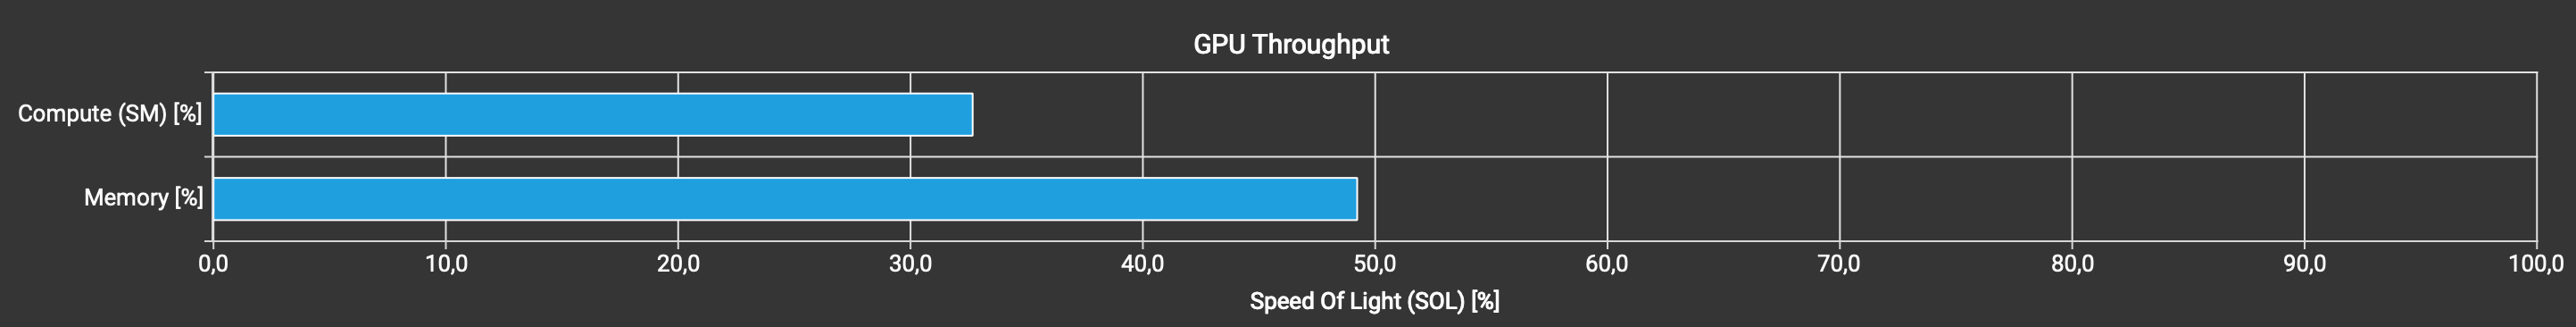 GPU Throughput
Compute (SM) [%]
Memory [%]
0,0 10,0 20,0 30,0 40,0 50,0 60,0 70,0 80,0 90,0 100,0
Speed Of Light (SOL) [%]